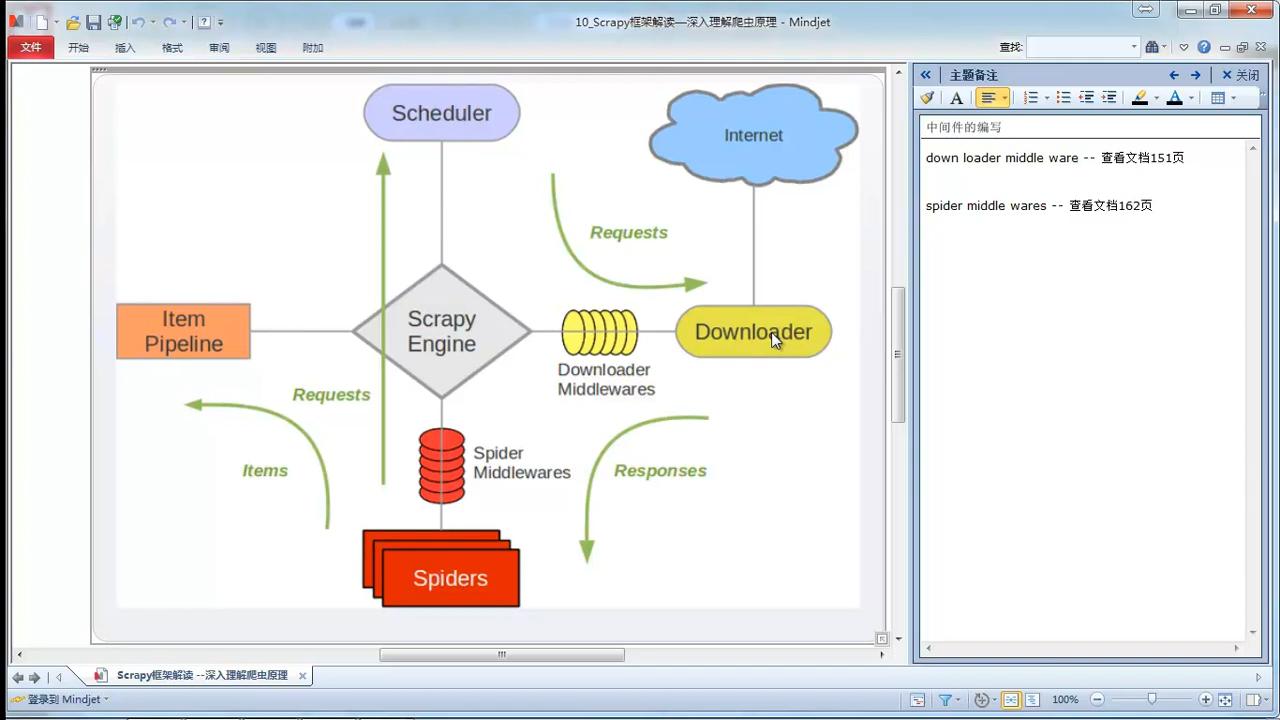 10_Scrapy框架解读—深入理解爬虫原理 - Mindjet
文件 开始 插入 格式 审阅 视图 附加 查找:
主题备注 关闭
中间件的编写
down loader middle ware -- 查看文档151页
spider middle wares -- 查看文档162页
Scheduler
Internet
Requests
Item
Pipeline
Scrapy
Engine
Downloader
Downloader
Middlewares
Requests
Items
Spider
Middlewares
Responses
Spiders
Scrapy框架解读 --深入理解爬虫原理
登录到 Mindjet 100%